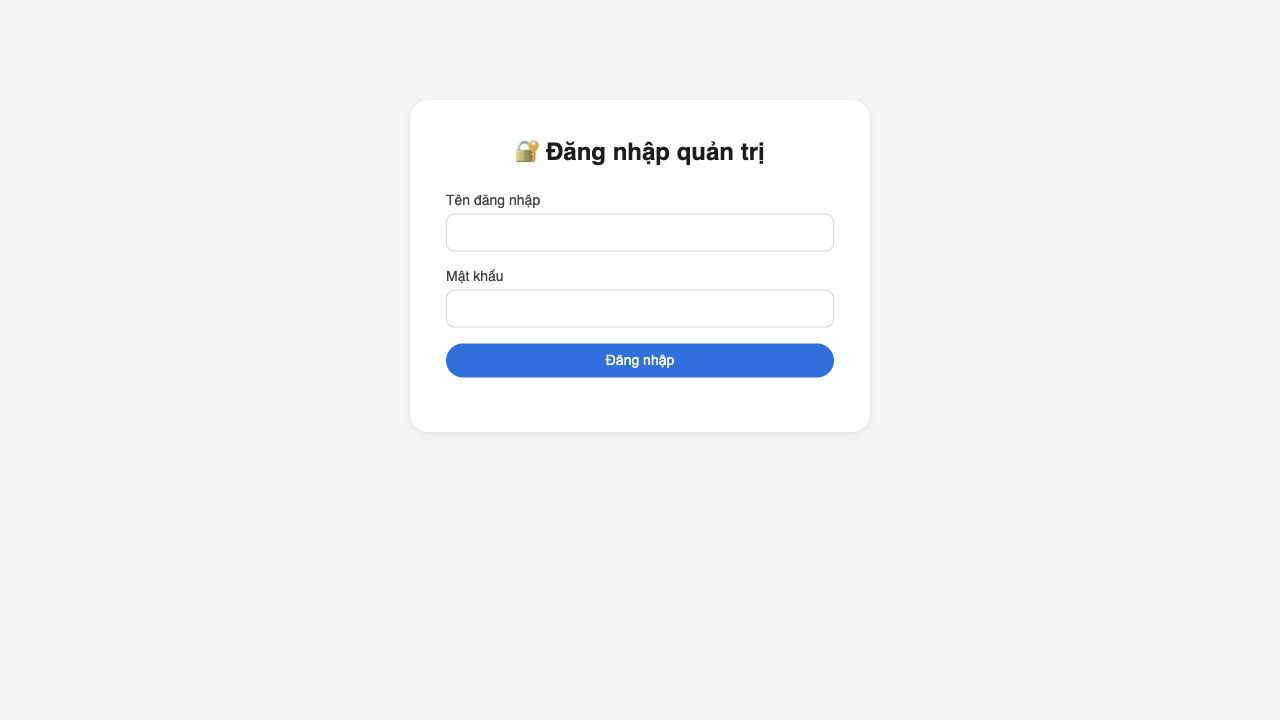 🔐 Đăng nhập quản trị
Tên đăng nhập
Mật khẩu
Đăng nhập